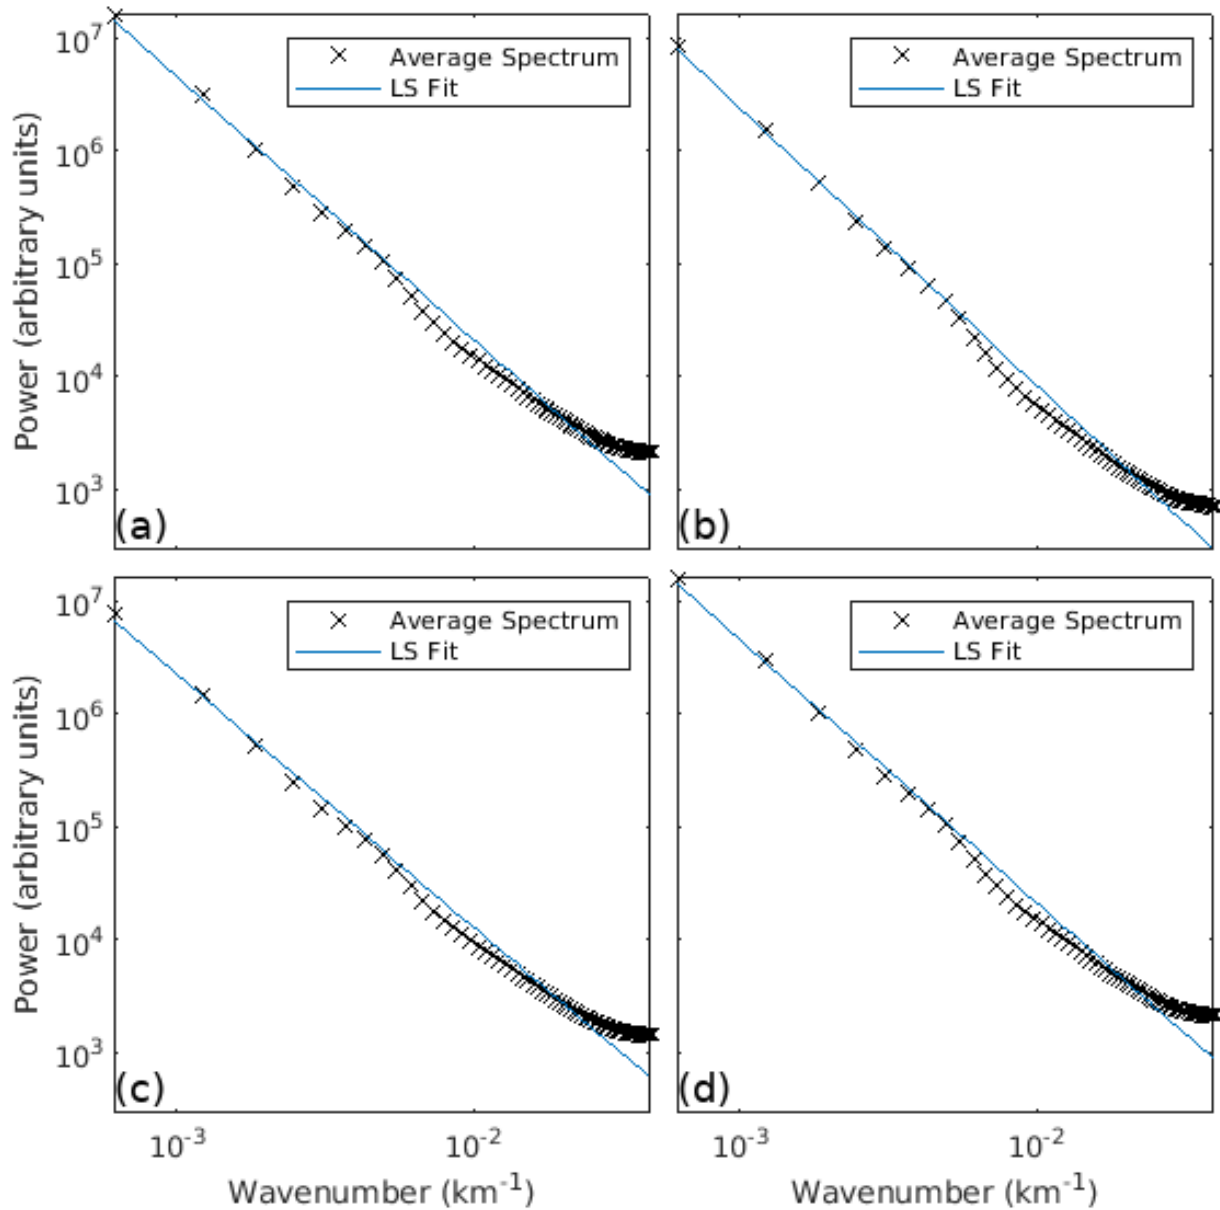 10^7
10^6
10^5
10^4
10^3
Power (arbitrary units)
Average Spectrum
LS Fit
(a)
Average Spectrum
LS Fit
(b)
10^7
10^6
10^5
10^4
10^3
Power (arbitrary units)
Average Spectrum
LS Fit
(c)
10^-3
10^-2
Wavenumber (km^-1)
Average Spectrum
LS Fit
(d)
10^-3
10^-2
Wavenumber (km^-1)